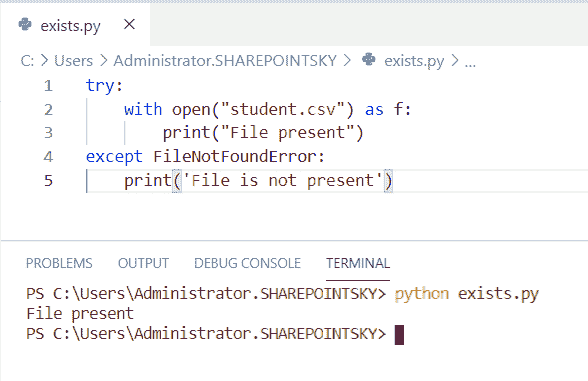 exists.py ×
C: > Users > Administrator.SHAREPOINTSKY > exists.py > ...
1 try:
2     with open("student.csv") as f:
3         print("File present")
4 except FileNotFoundError:
5     print('File is not present')
PROBLEMS OUTPUT DEBUG CONSOLE TERMINAL
PS C:\Users\Administrator.SHAREPOINTSKY> python exists.py
File present
PS C:\Users\Administrator.SHAREPOINTSKY>